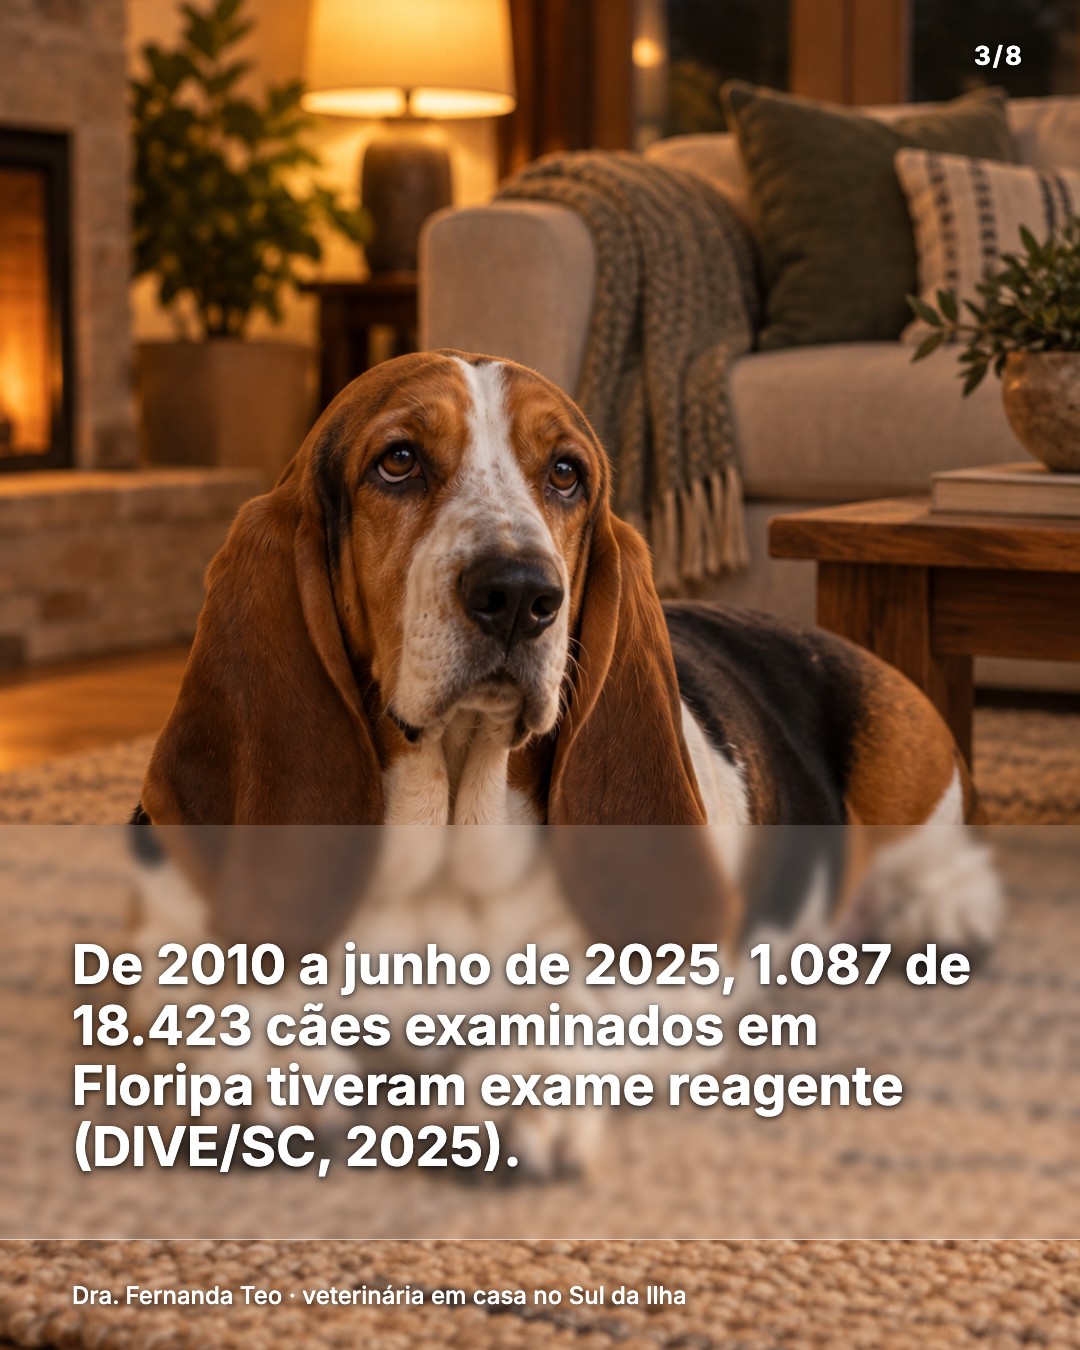 3/8
De 2010 a junho de 2025, 1.087 de
18.423 cães examinados em
Floripa tiveram exame reagente
(DIVE/SC, 2025).
Dra. Fernanda Teo · veterinária em casa no Sul da Ilha